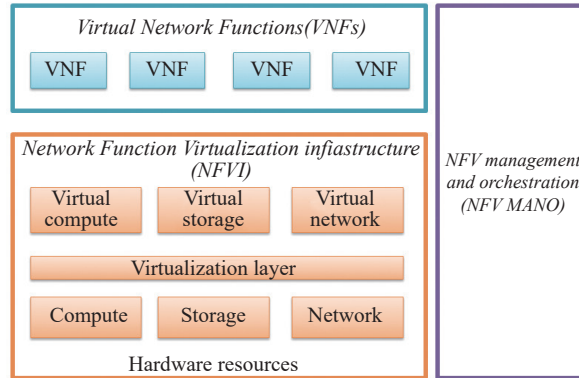 Virtual Network Functions(VNFs)
VNF VNF VNF VNF
Network Function Virtualization infiastructure
(NFVI)
Virtual
compute
Virtual
storage
Virtual
network
Virtualization layer
Compute Storage Network
Hardware resources
NFV management
and orchestration
(NFV MANO)